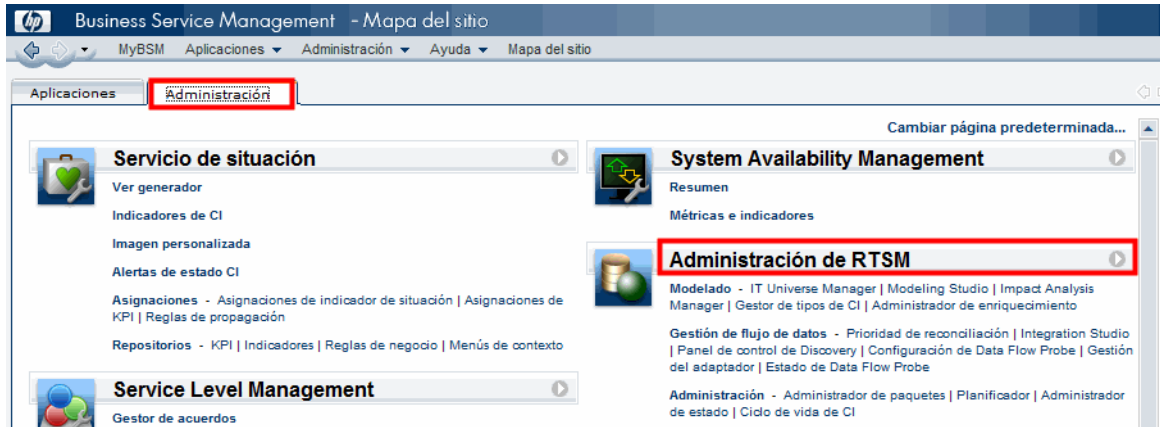 hp Business Service Management - Mapa del sitio
MyBSM Aplicaciones Administración Ayuda Mapa del sitio
Aplicaciones Administración
Cambiar página predeterminada...
Servicio de situación
Ver generador
Indicadores de CI
Imagen personalizada
Alertas de estado CI
Asignaciones - Asignaciones de indicador de situación | Asignaciones de
KPI | Reglas de propagación
Repositorios - KPI | Indicadores | Reglas de negocio | Menús de contexto
Service Level Management
Gestor de acuerdos
System Availability Management
Resumen
Métricas e indicadores
Administración de RTSM
Modelado - IT Universe Manager | Modeling Studio | Impact Analysis
Manager | Gestor de tipos de CI | Administrador de enriquecimiento
Gestión de flujo de datos - Prioridad de reconciliación | Integration Studio
| Panel de control de Discovery | Configuración de Data Flow Probe | Gestión
del adaptador | Estado de Data Flow Probe
Administración - Administrador de paquetes | Planificador | Administrador
de estado | Ciclo de vida de CI